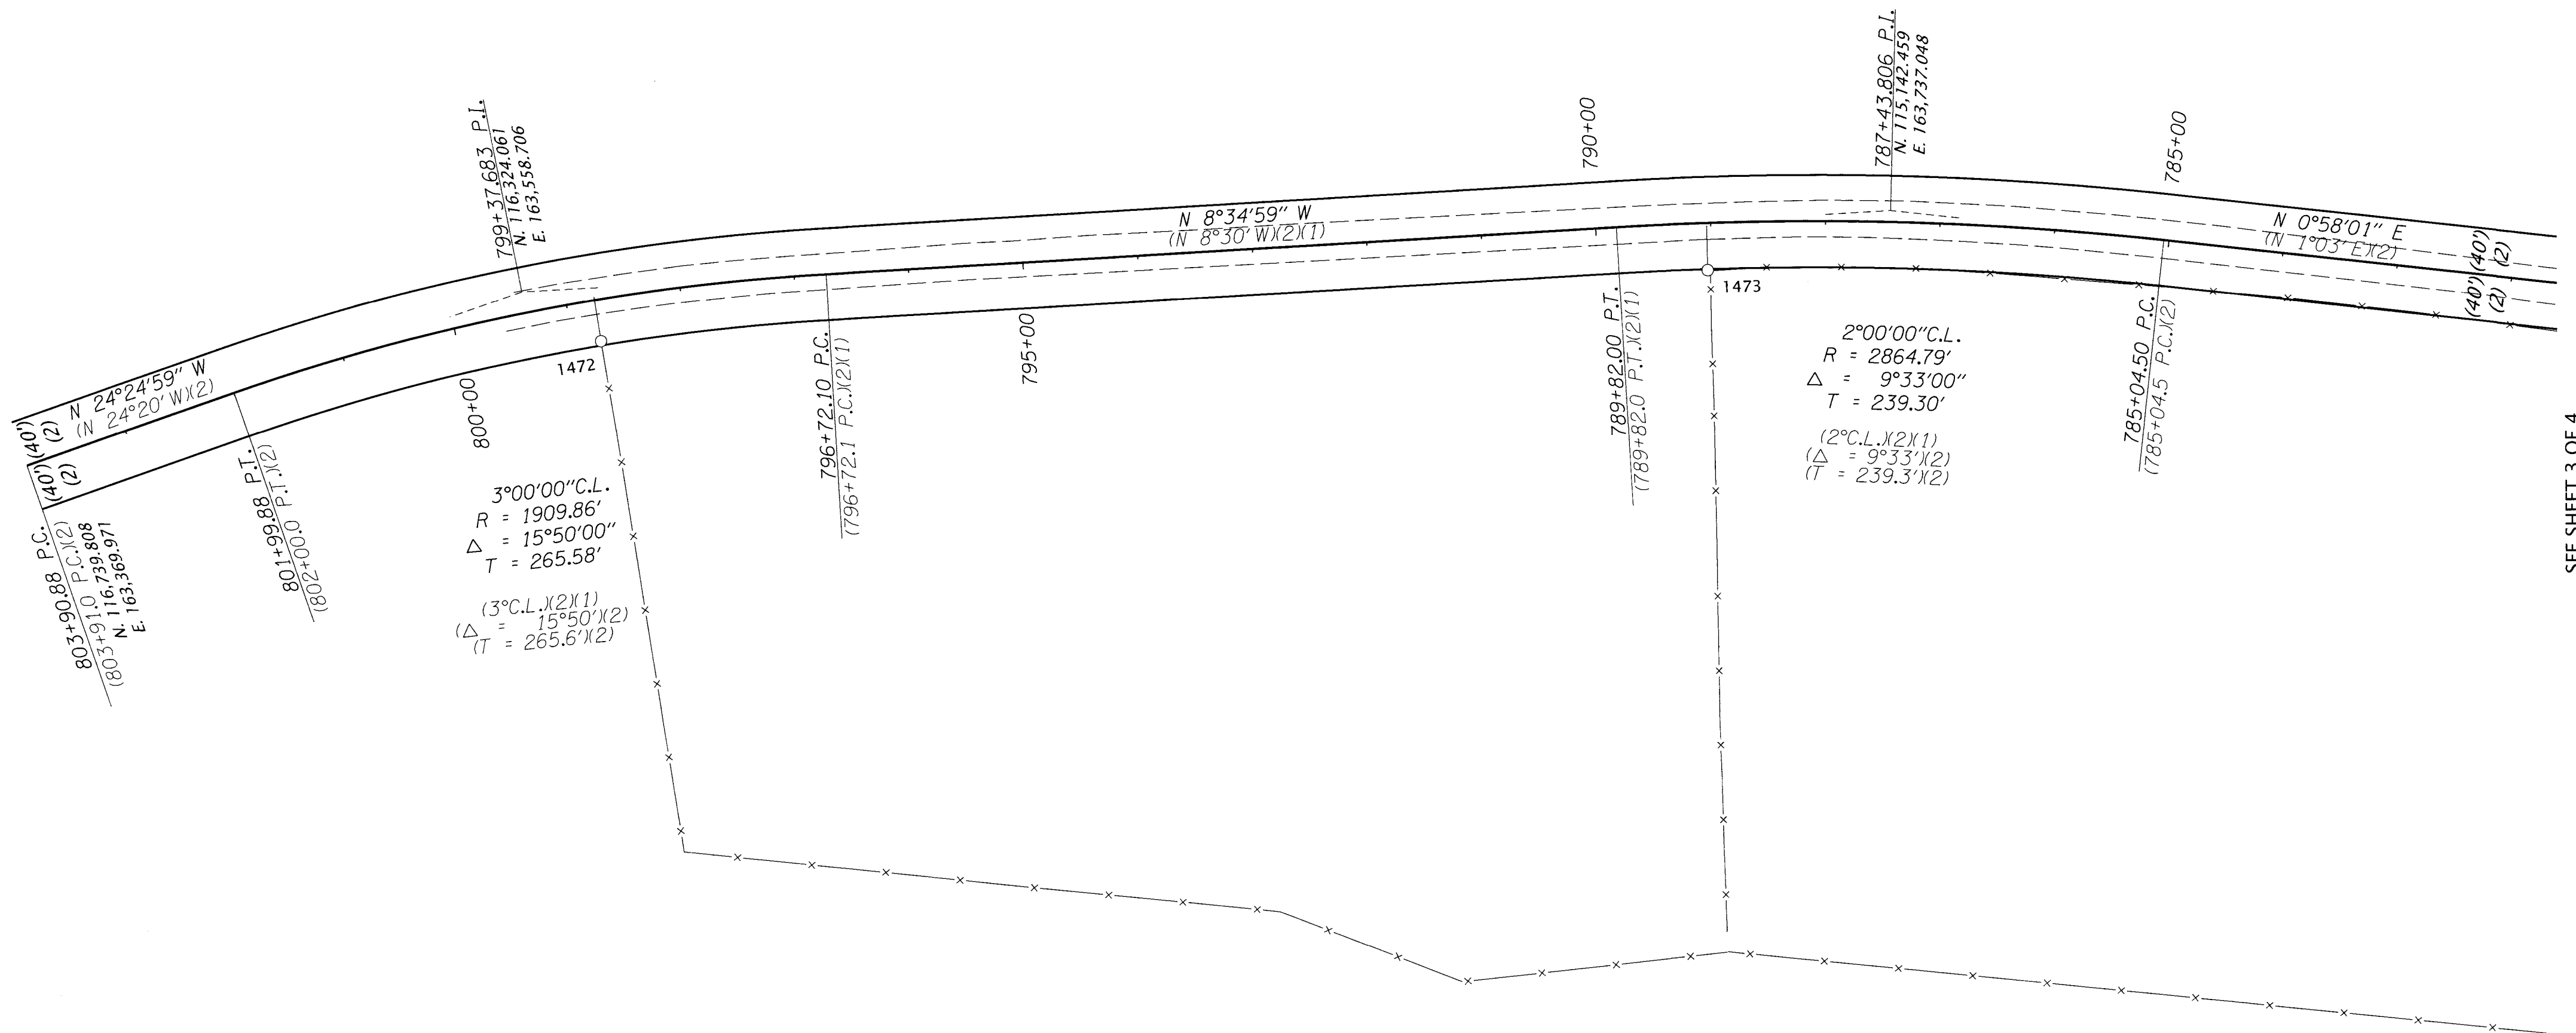 799+37.683 P.I.
N. 116,324.061
E. 163,558.706
790+00
787+43.806 P.I.
N. 115,142.459
E. 163,737.048
785+00
N 8°34'59" W
(N 8°30' W)(2)(1)
N 0°58'01" E
(N 1°03' E)(2)
(40')
(2)
(40')
(2)
N 24°24'59" W
(N 24°20' W)(2)
(40')
(2)
(40')
(2)
803+90.88 P.C.
(803+91.0 P.C.)(2)
N. 116,739.808
E. 163,369.971
801+99.88 P.T.
(802+00.0 P.T.)(2)
800+00
1472
3°00'00"C.L.
R = 1909.86'
△ = 15°50'00"
T = 265.58'
(3°C.L.)(2)(1)
(△ = 15°50')(2)
(T = 265.6')(2)
796+72.10 P.C.
(796+72.1 P.C.)(2)(1)
795+00
789+82.00 P.T.
(789+82.0 P.T.)(2)(1)
1473
2°00'00"C.L.
R = 2864.79'
△ = 9°33'00"
T = 239.30'
(2°C.L.)(2)(1)
(△ = 9°33')(2)
(T = 239.3')(2)
785+04.50 P.C.
(785+04.5 P.C.)(2)
SEE SHEET 3 OF 4